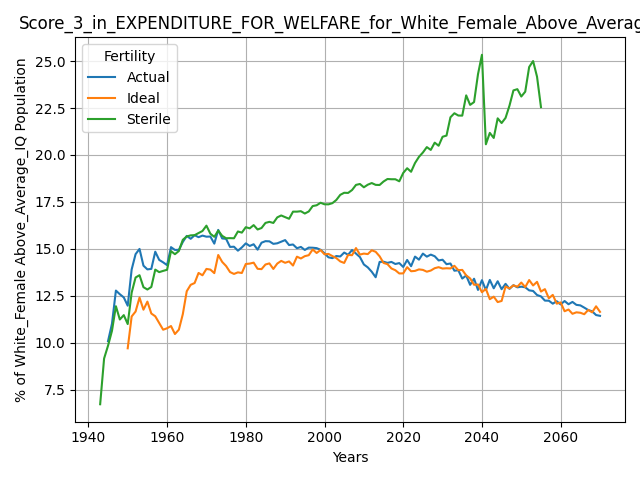 Score_3_in_EXPENDITURE_FOR_WELFARE_for_White_Female_Above_Averag
Fertility
Actual
Ideal
Sterile
% of White_Female Above_Average_IQ Population
25.0
22.5
20.0
17.5
15.0
12.5
10.0
7.5
1940 1960 1980 2000 2020 2040 2060
Years